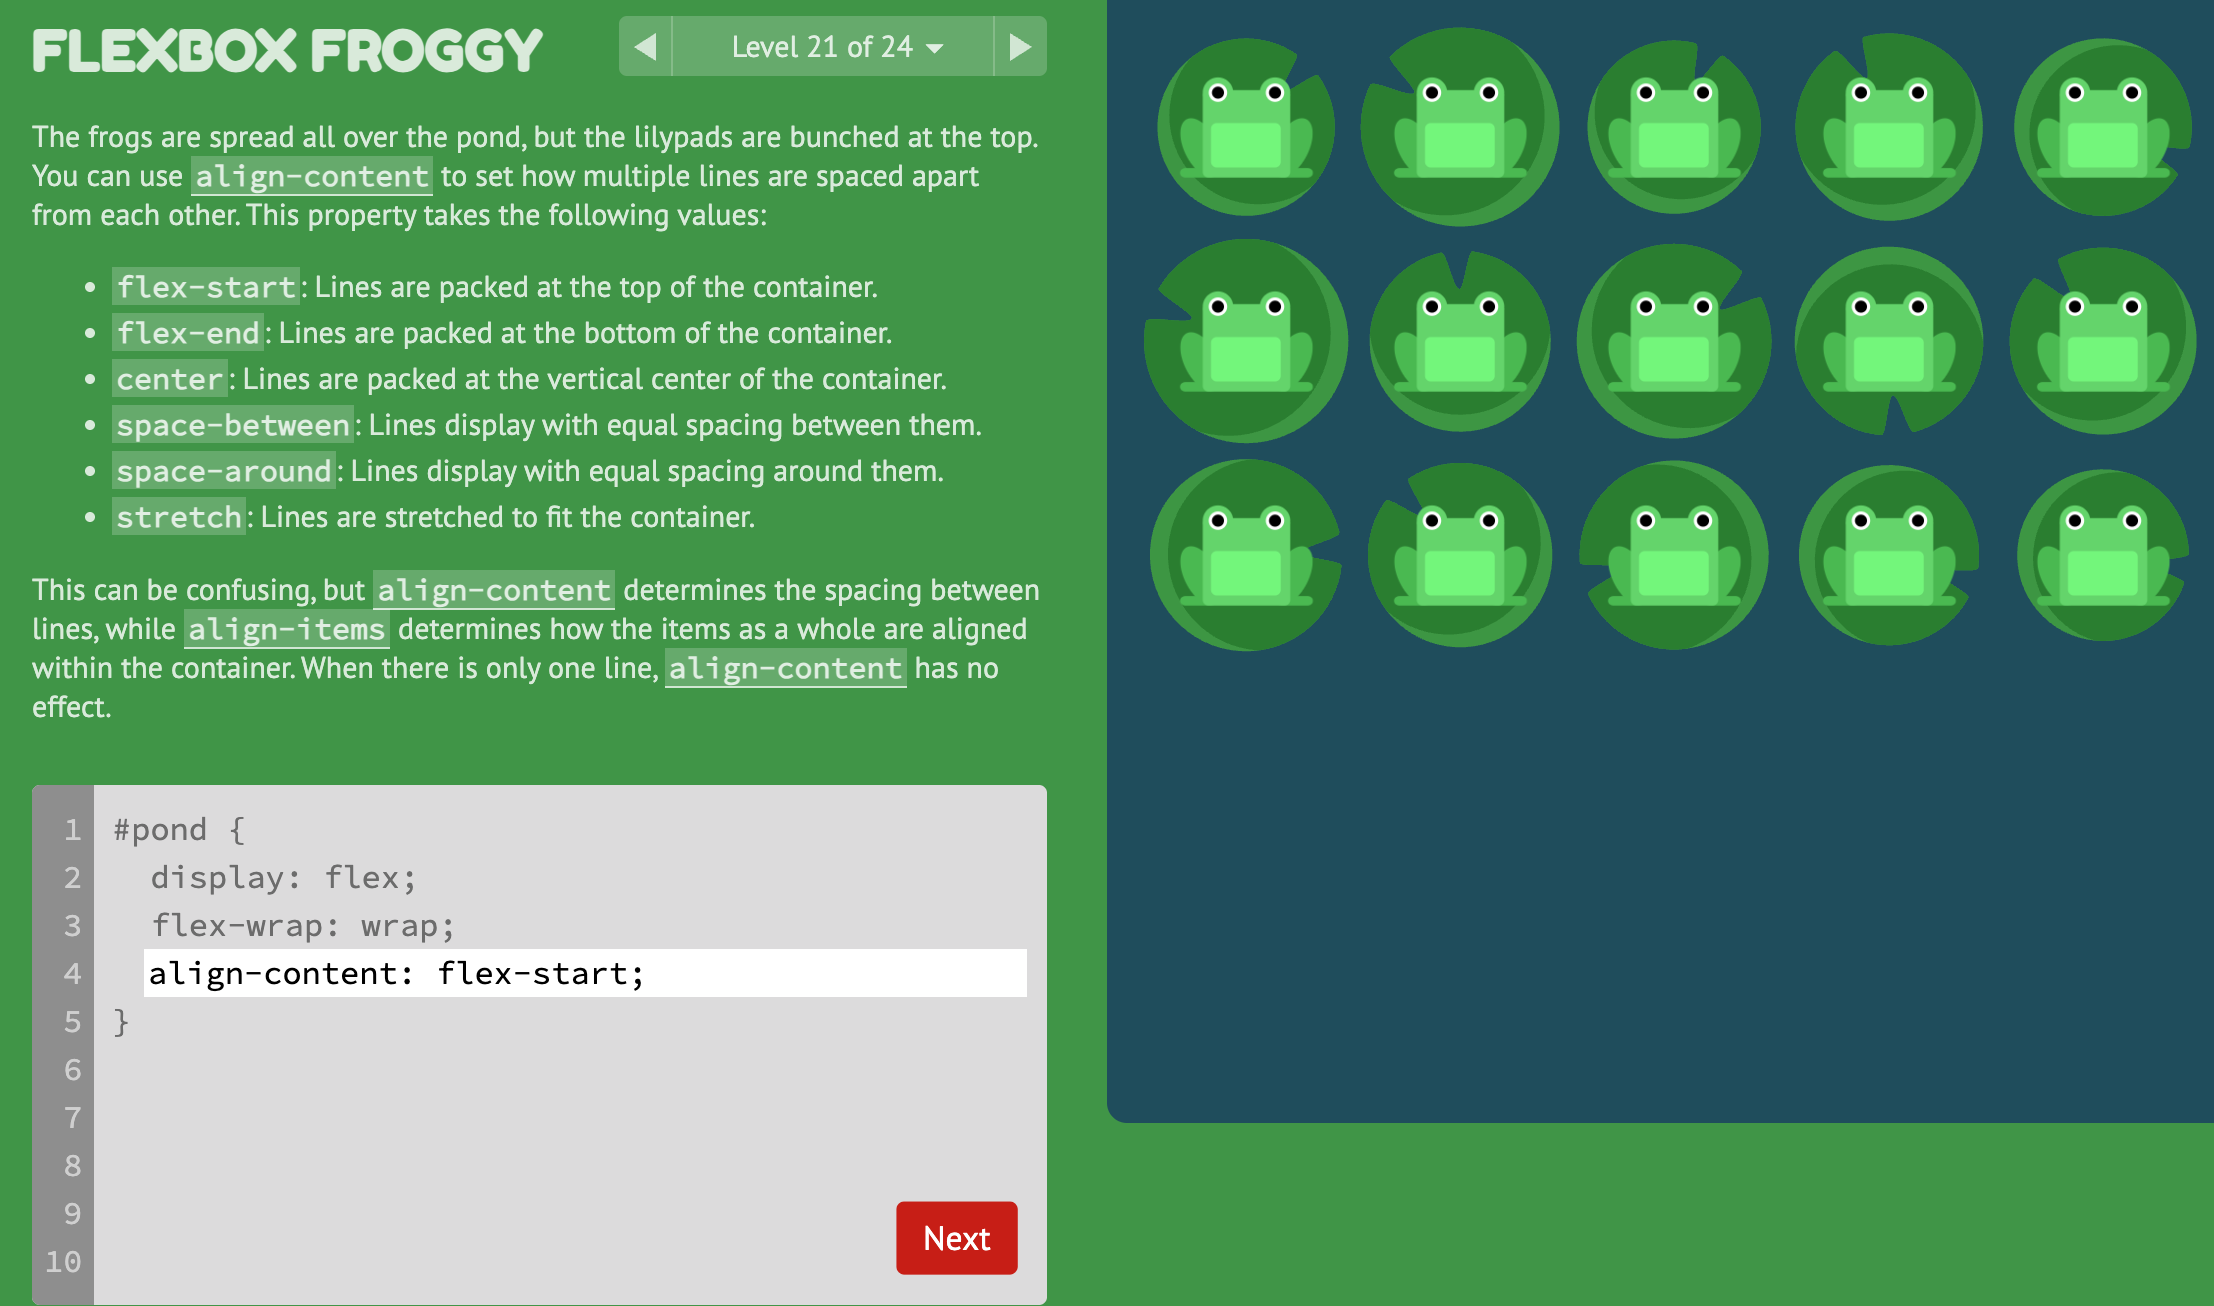 FLEXBOX FROGGY
Level 21 of 24
The frogs are spread all over the pond, but the lilypads are bunched at the top.
You can use align-content to set how multiple lines are spaced apart
from each other. This property takes the following values:
• flex-start: Lines are packed at the top of the container.
• flex-end: Lines are packed at the bottom of the container.
• center: Lines are packed at the vertical center of the container.
• space-between: Lines display with equal spacing between them.
• space-around: Lines display with equal spacing around them.
• stretch: Lines are stretched to fit the container.
This can be confusing, but align-content determines the spacing between
lines, while align-items determines how the items as a whole are aligned
within the container. When there is only one line, align-content has no
effect.
1 #pond {
2 display: flex;
3 flex-wrap: wrap;
4 align-content: flex-start;
5 }
6
7
8
9
10
Next